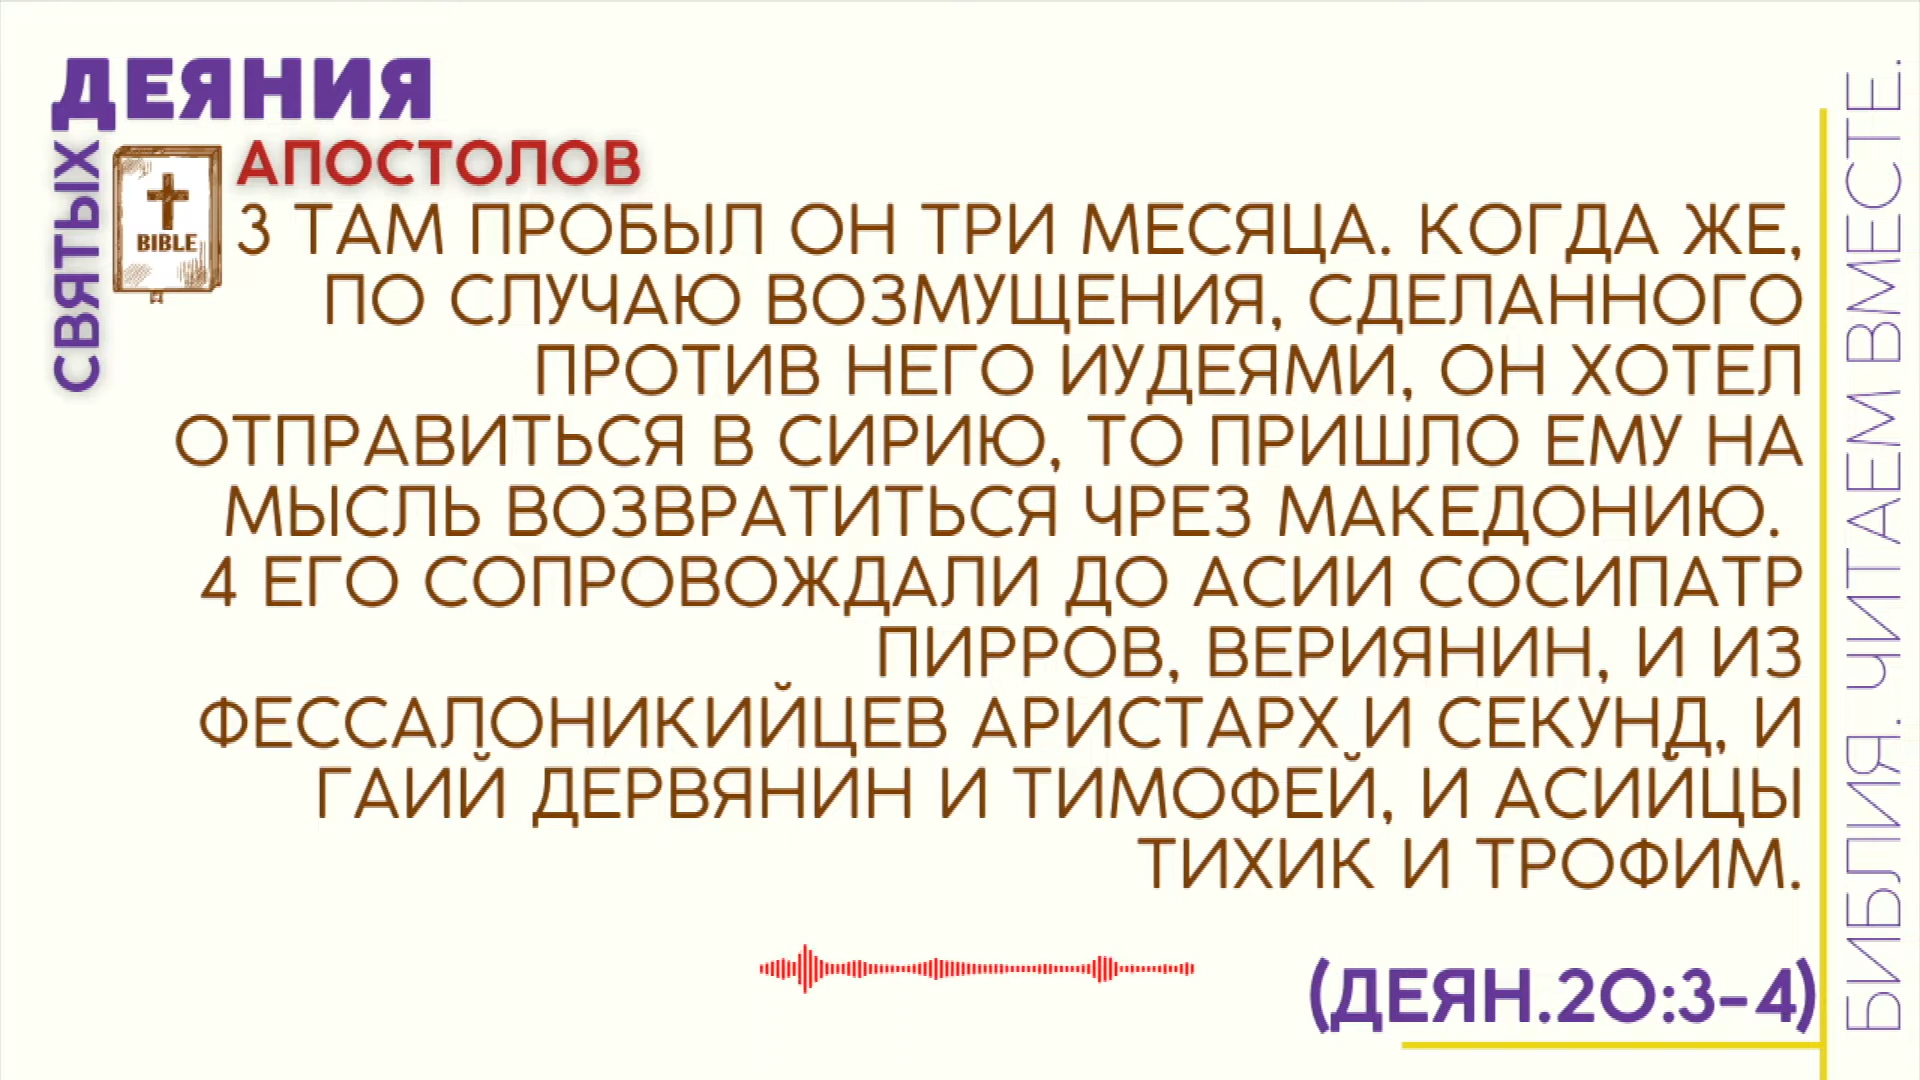 ДЕЯНИЯ
СВЯТЫХ
АПОСТОЛОВ
BIBLE
3 ТАМ ПРОБЫЛ ОН ТРИ МЕСЯЦА. КОГДА ЖЕ,
ПО СЛУЧАЮ ВОЗМУЩЕНИЯ, СДЕЛАННОГО
ПРОТИВ НЕГО ИУДЕЯМИ, ОН ХОТЕЛ
ОТПРАВИТЬСЯ В СИРИЮ, ТО ПРИШЛО ЕМУ НА
МЫСЛЬ ВОЗВРАТИТЬСЯ ЧРЕЗ МАКЕДОНИЮ.
4 ЕГО СОПРОВОЖДАЛИ ДО АСИИ СОСИПАТР
ПИРРОВ, ВЕРИЯНИН, И ИЗ
ФЕССАЛОНИКИЙЦЕВ АРИСТАРХ И СЕКУНД, И
ГАИЙ ДЕРВЯНИН И ТИМОФЕЙ, И АСИЙЦЫ
ТИХИК И ТРОФИМ.
(ДЕЯН.20:3-4)
БИБЛИЯ. ЧИТАЕМ ВМЕСТЕ.